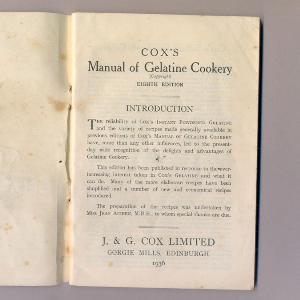 COX'S
Manual of Gelatine Cookery
(Copyright)
EIGHTH EDITION
INTRODUCTION
THE reliability of COX'S INSTANT POWDERED GELATINE
and the variety of recipes made generally available in
previous editions of COX'S MANUAL OF GELATINE COOKERY
have, more than any other influence, led to the present-
day wide recognition of the delights and advantages of
Gelatine Cookery.
This edition has been published in response to the ever-
increasing interest taken in COX'S GELATINE and what it
can do. Many of the more elaborate recipes have been
simplified and a number of new and economical recipes
introduced.
The preparation of the recipes was undertaken by
MRS. JEAN M.B.E., to whom special thanks are due.
J. & G. COX LIMITED
GORGIE MILLS, EDINBURGH
1936